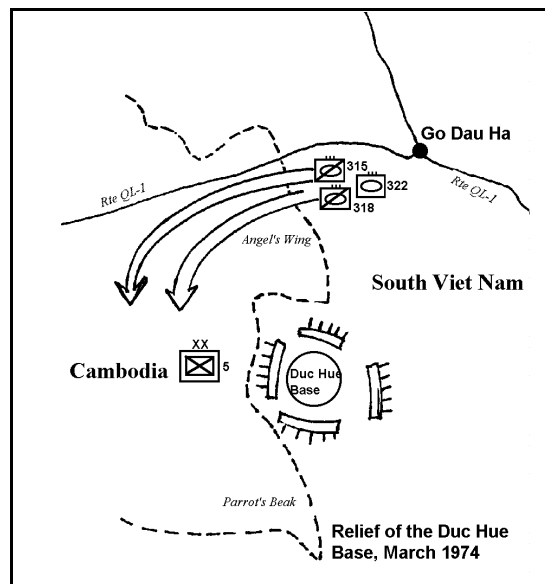 Go Dau Ha
315
322
318
Rte QL-1
Rte QL-1
Angel's Wing
South Viet Nam
XX
5
Cambodia
Duc Hue
Base
Parrot's Beak
Relief of the Duc Hue
Base, March 1974